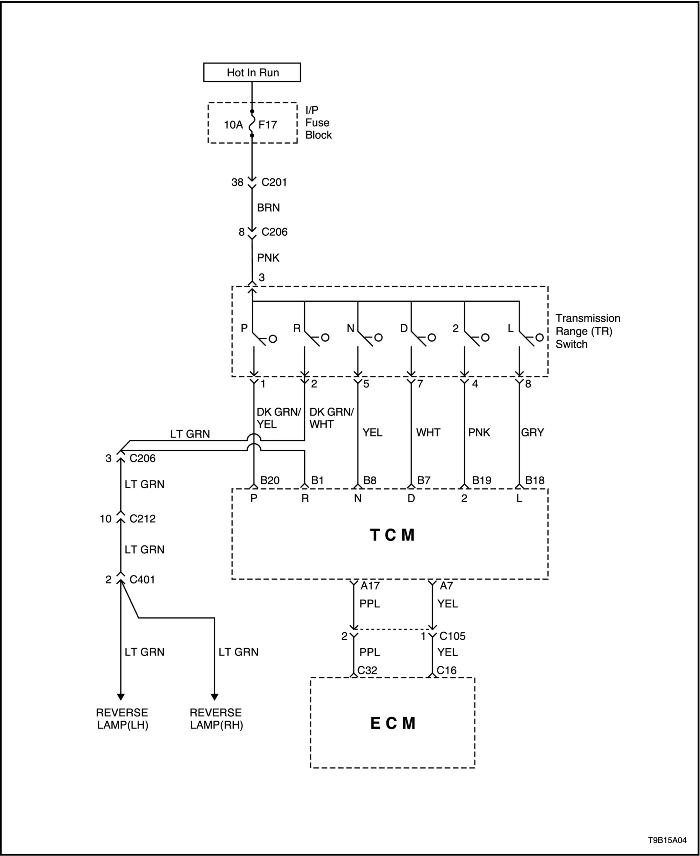 Hot In Run
I/P
Fuse
Block
10A F17
38 C201
BRN
8 C206
PNK
3
Transmission
Range (TR)
Switch
P R N D 2 L
1 2 5 7 4 8
DK GRN/
YEL
DK GRN/
WHT
LT GRN
YEL WHT PNK GRY
3 C206
LT GRN
B20 B1 B8 B7 B19 B18
P R N D 2 L
TCM
10 C212
LT GRN
2 C401
A17 A7
PPL YEL
2 1 C105
LT GRN LT GRN
PPL YEL
C32 C16
REVERSE
LAMP(LH)
REVERSE
LAMP(RH)
ECM
T9B15A04